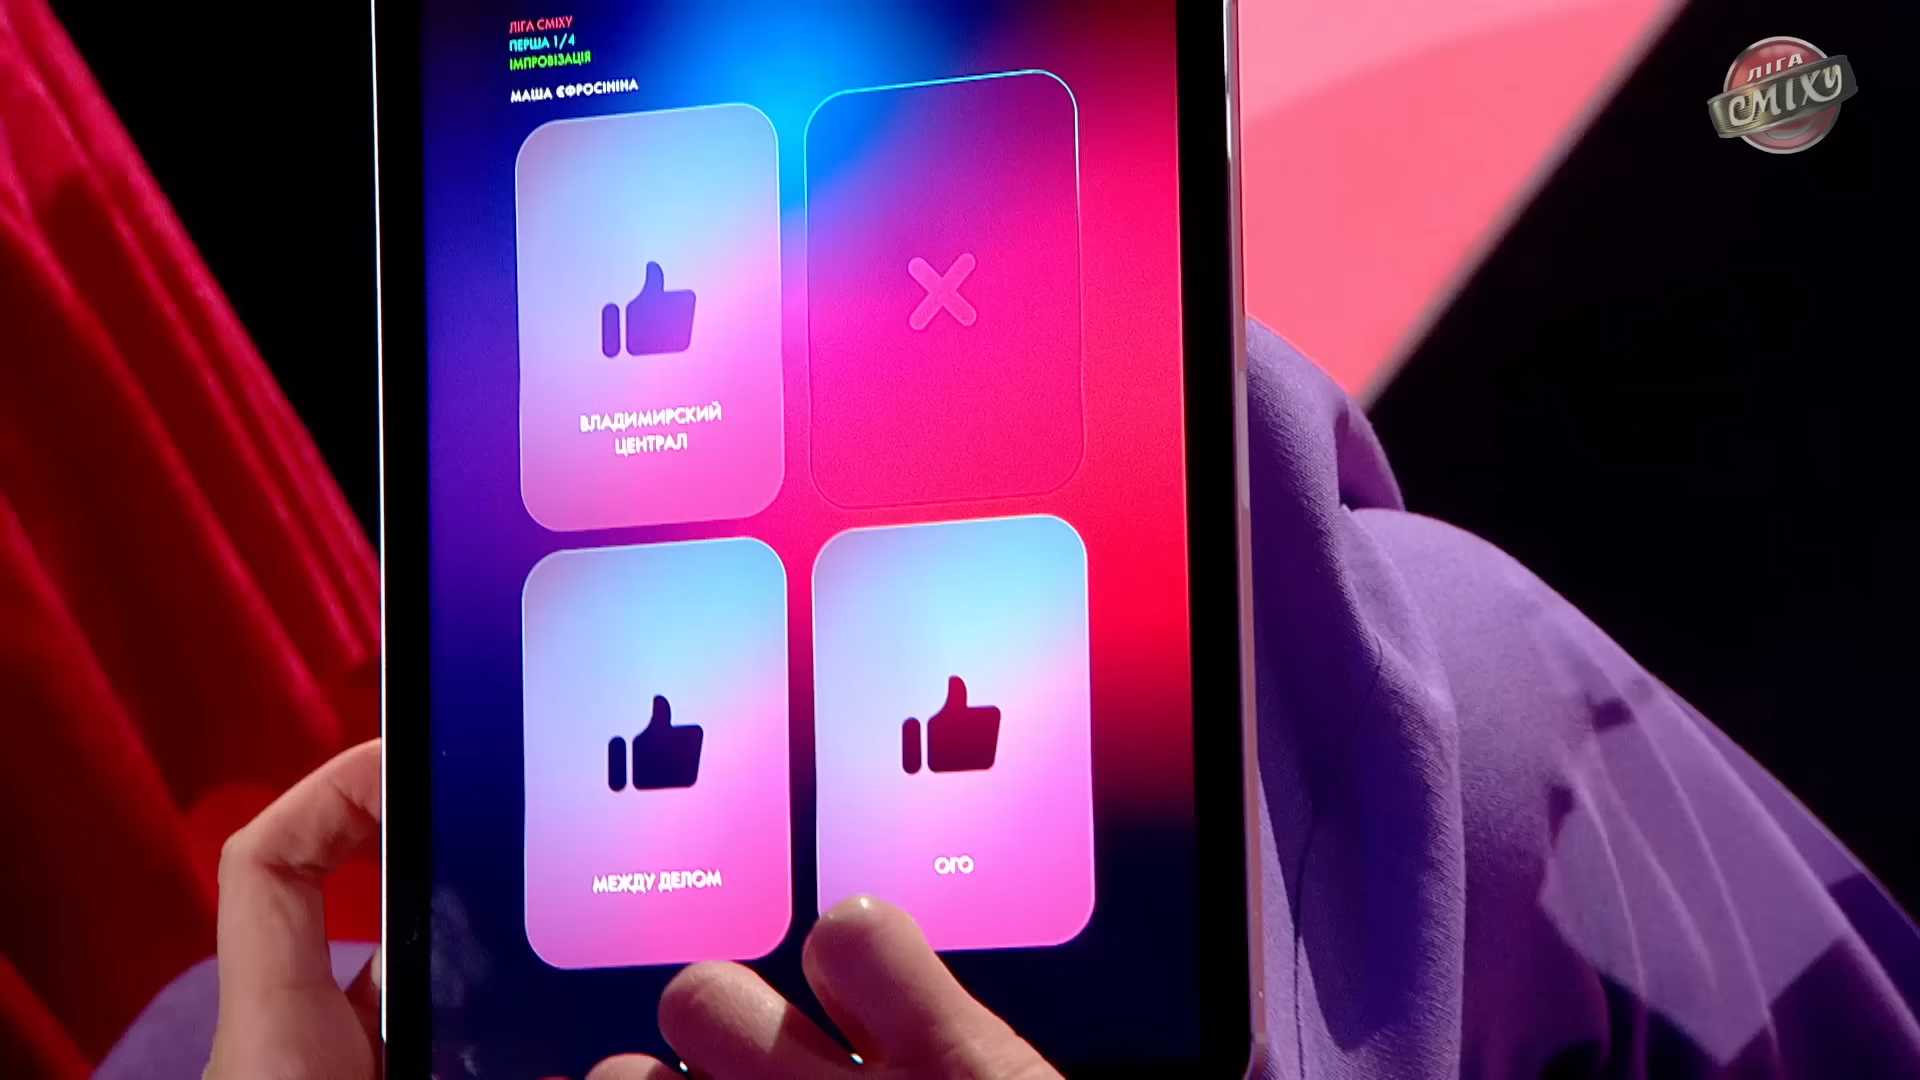 ЛІГА СМІХУ
ПЕРША 1/4
ІМПРОВІЗАЦІЯ
МАША ЄФРОСІНІНА
ВЛАДИМИРСКИЙ
ЦЕНТРАЛ
МЕЖДУ ДЕЛОМ
ОГО
ЛІГА
СМІХУ